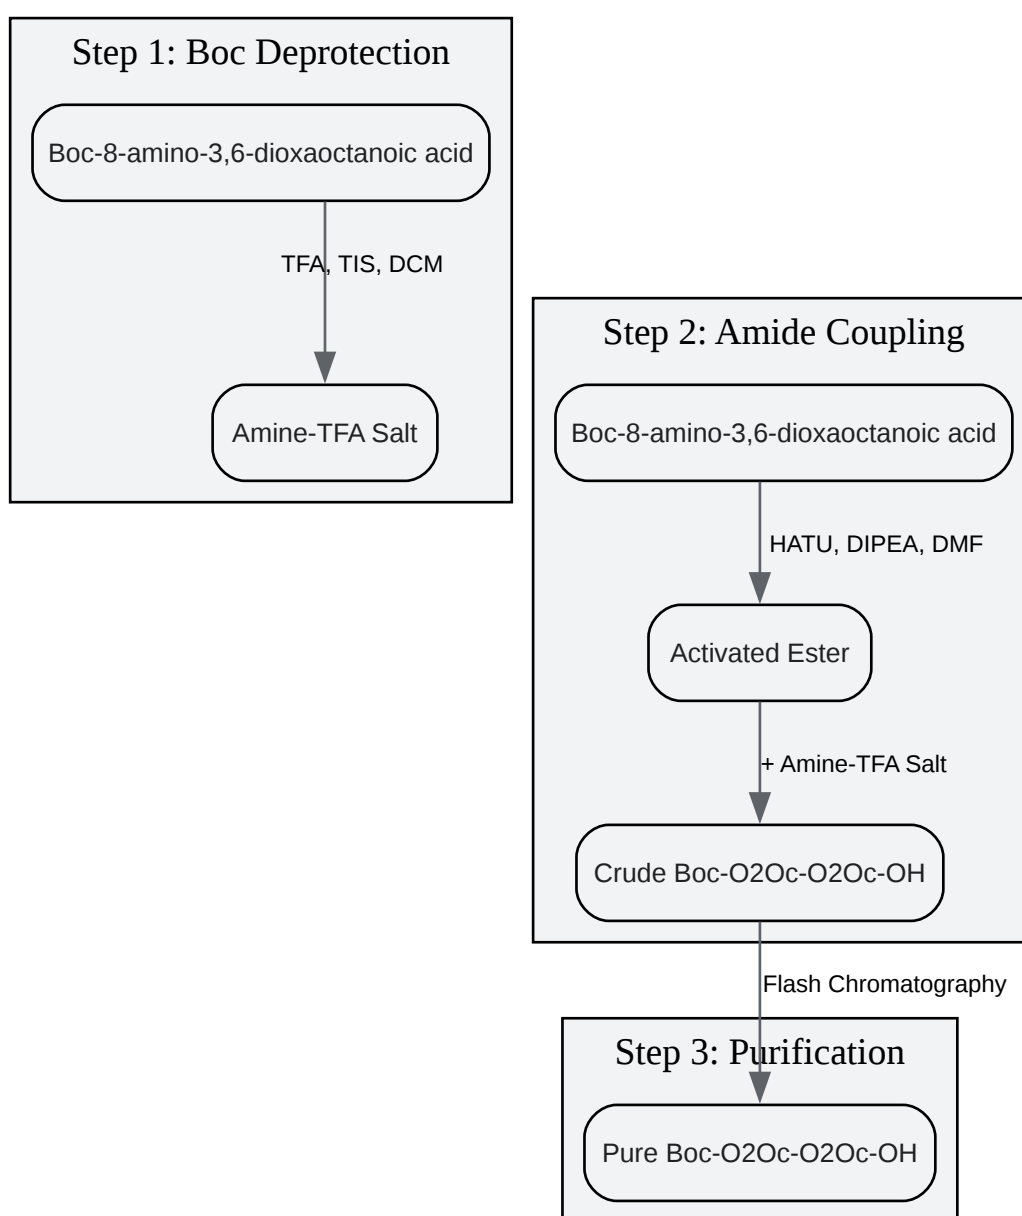 Step 1: Boc Deprotection
Boc-8-amino-3,6-dioxaoctanoic acid
TFA, TIS, DCM
Amine-TFA Salt
Step 2: Amide Coupling
Boc-8-amino-3,6-dioxaoctanoic acid
HATU, DIPEA, DMF
Activated Ester
+ Amine-TFA Salt
Crude Boc-O2Oc-O2Oc-OH
Flash Chromatography
Step 3: Purification
Pure Boc-O2Oc-O2Oc-OH